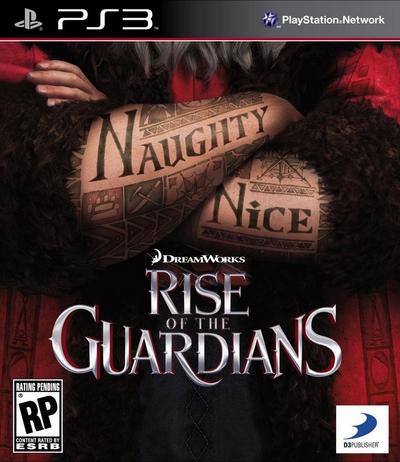 PS3
PlayStation®Network
NAUGHTY
NICE
DREAMWORKS
RISE
OF THE
GUARDIANS
RATING PENDING
RP
CONTENT RATED BY
ESRB
D3PUBLISHER